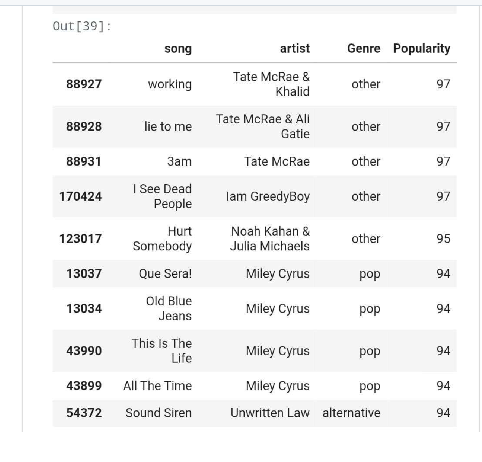 Out[39]:
song artist Genre Popularity
88927 working Tate McRae & Khalid other 97
88928 lie to me Tate McRae & Ali Gatie other 97
88931 3am Tate McRae other 97
170424 I See Dead People Iam GreedyBoy other 97
123017 Hurt Somebody Noah Kahan & Julia Michaels other 95
13037 Que Sera! Miley Cyrus pop 94
13034 Old Blue Jeans Miley Cyrus pop 94
43990 This Is The Life Miley Cyrus pop 94
43899 All The Time Miley Cyrus pop 94
54372 Sound Siren Unwritten Law alternative 94